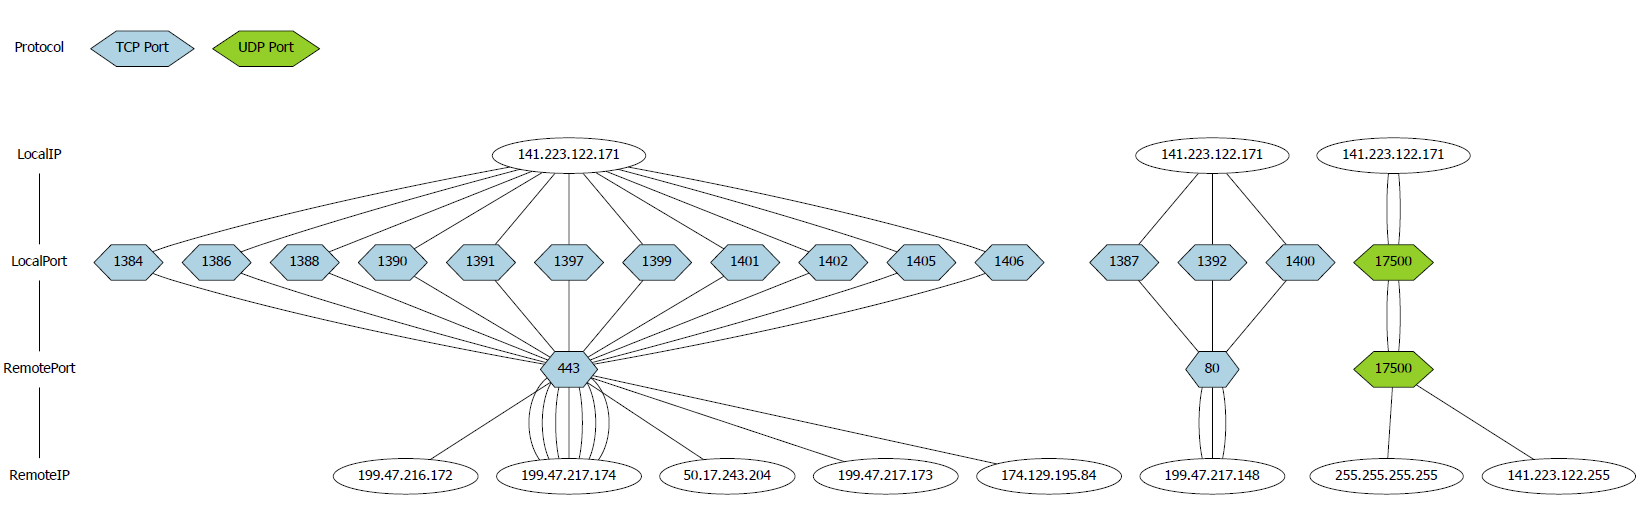 Protocol TCP Port UDP Port
LocalIP 141.223.122.171 141.223.122.171 141.223.122.171
LocalPort 1384 1386 1388 1390 1391 1397 1399 1401 1402 1405 1406 1387 1392 1400 17500
RemotePort 443 80 17500
RemoteIP 199.47.216.172 199.47.217.174 50.17.243.204 199.47.217.173 174.129.195.84 199.47.217.148 255.255.255.255 141.223.122.255